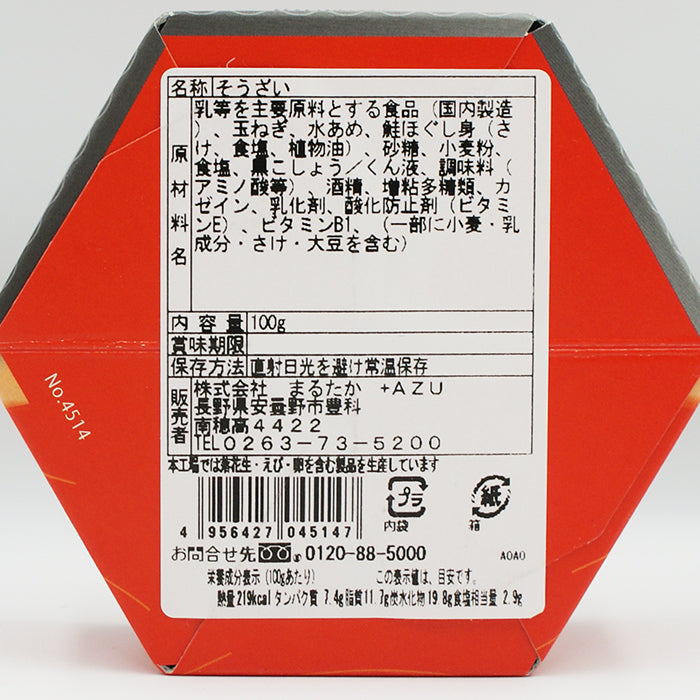 名称 そうざい
原材料名 乳等を主要原料とする食品（国内製造
）、玉ねぎ、水あめ、鮭ほぐし身（さ
け、食塩、植物油）、砂糖、小麦粉、
食塩、黒こしょう／くん液、調味料（
アミノ酸等）、酒精、増粘多糖類、カ
ゼイン、乳化剤、酸化防止剤（ビタミ
ンE）、ビタミンB1、（一部に小麦・乳
成分・さけ・大豆を含む）
内容量 100g
賞味期限
保存方法 直射日光を避け常温保存
販売者 株式会社 まるたか +AZU
長野県安曇野市豊科
南穂高4422
TEL0263-73-5200
本工場では落花生・えび・卵を含む製品を生産しています
4 956427 045147
プラ
内袋
紙
箱
お問合せ先 0120-88-5000
A0A0
栄養成分表示（100gあたり） この表示値は、目安です。
熱量219kcalタンパク質 7.4g脂質11.7g炭水化物19.8g食塩相当量 2.9g
No.4514